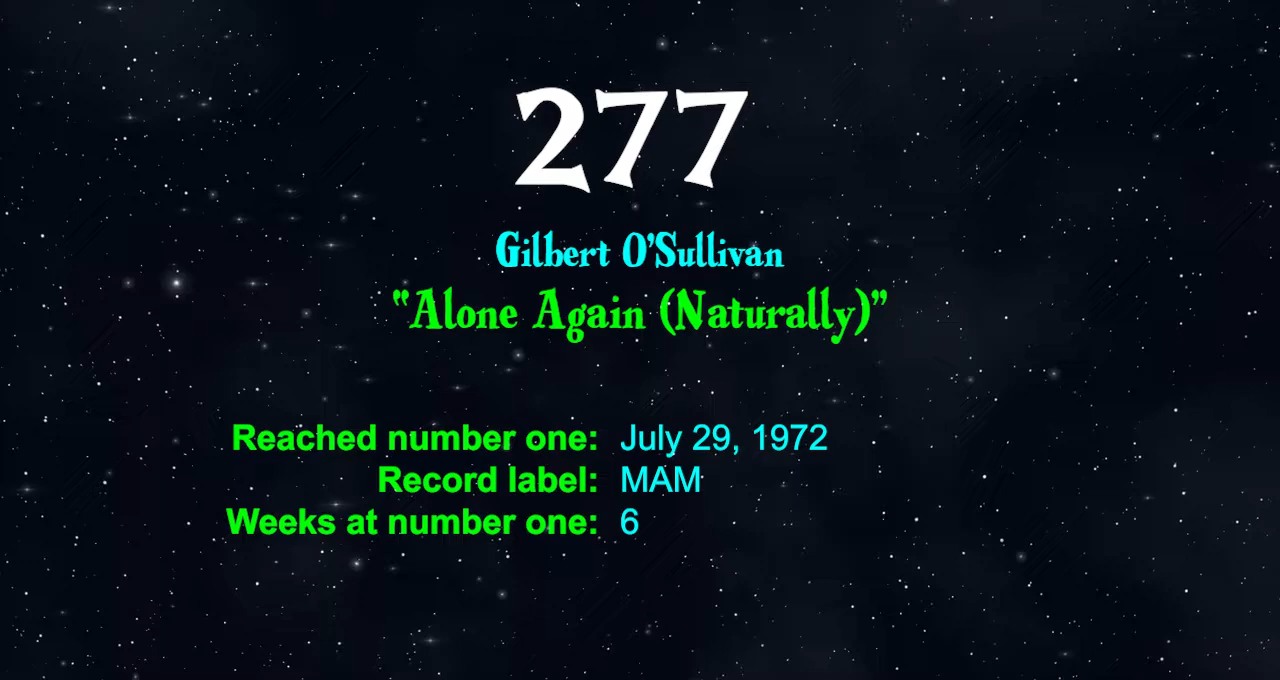 277
Gilbert O'Sullivan
"Alone Again (Naturally)"
Reached number one: July 29, 1972
Record label: MAM
Weeks at number one: 6